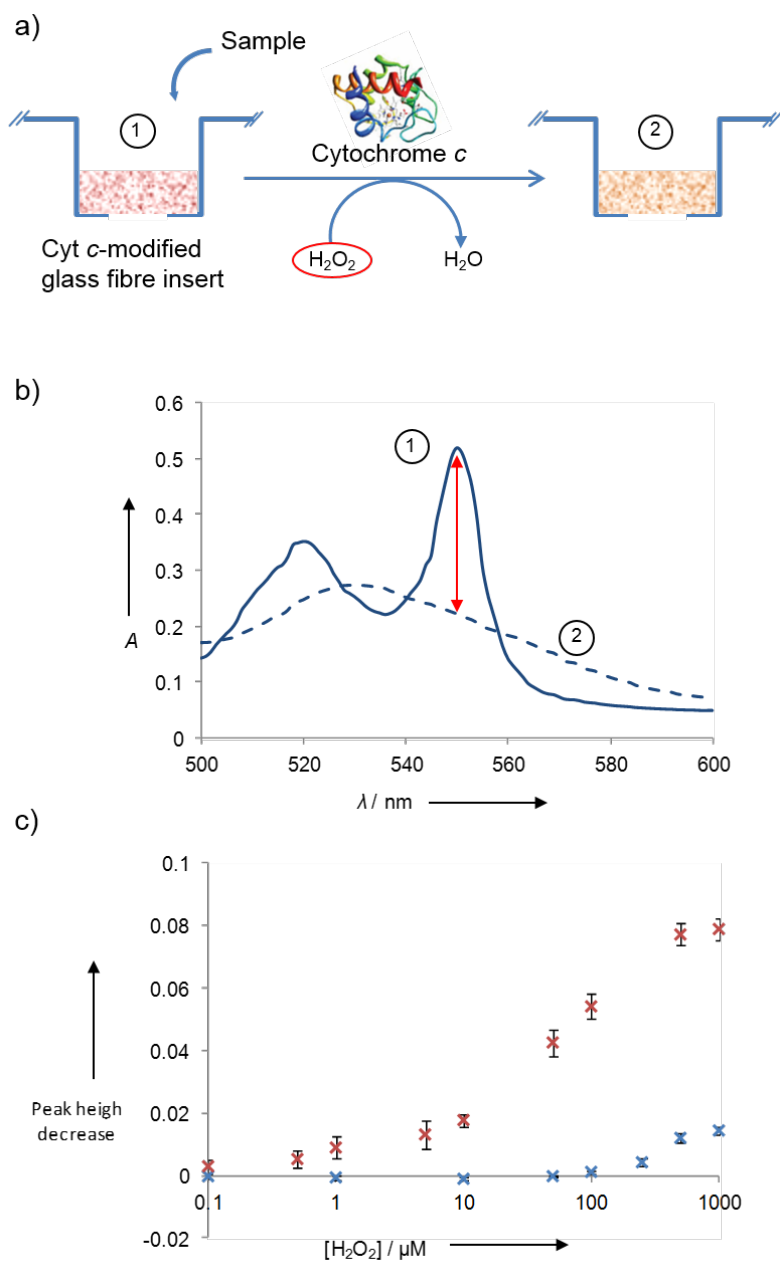 a)
Sample
1
2
Cytochrome c
H₂O₂
H₂O
Cyt c-modified
glass fibre insert
b)
0.6
0.5
0.4
0.3
0.2
0.1
0
A
1
2
500
520
540
560
580
600
λ / nm
c)
0.1
0.08
0.06
0.04
0.02
0
-0.02
Peak heigh
decrease
0.1
1
10
100
1000
[H₂O₂] / µM